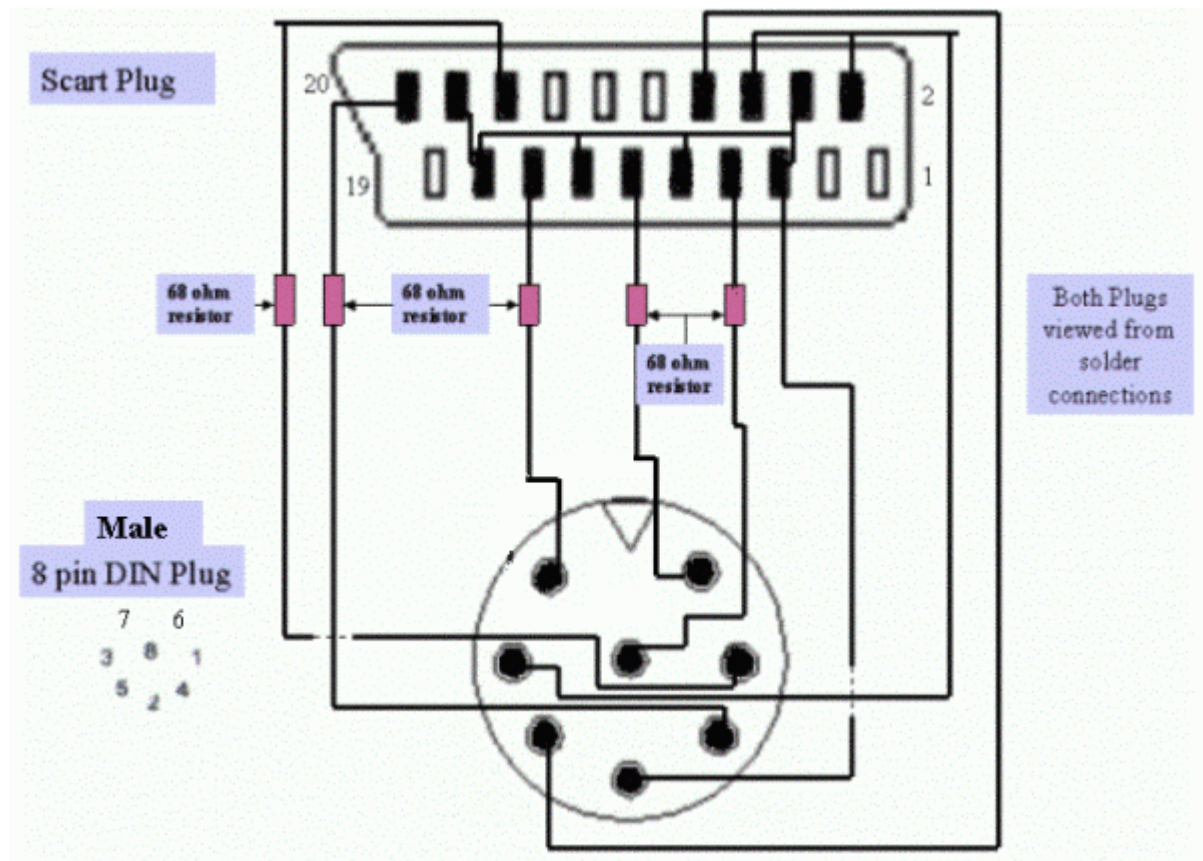 Scart Plug
20
2
19
1
68 ohm
resistor
68 ohm
resistor
68 ohm
resistor
Both Plugs
viewed from
solder
connections
Male
8 pin DIN Plug
7 6
3 8 1
5 4
2